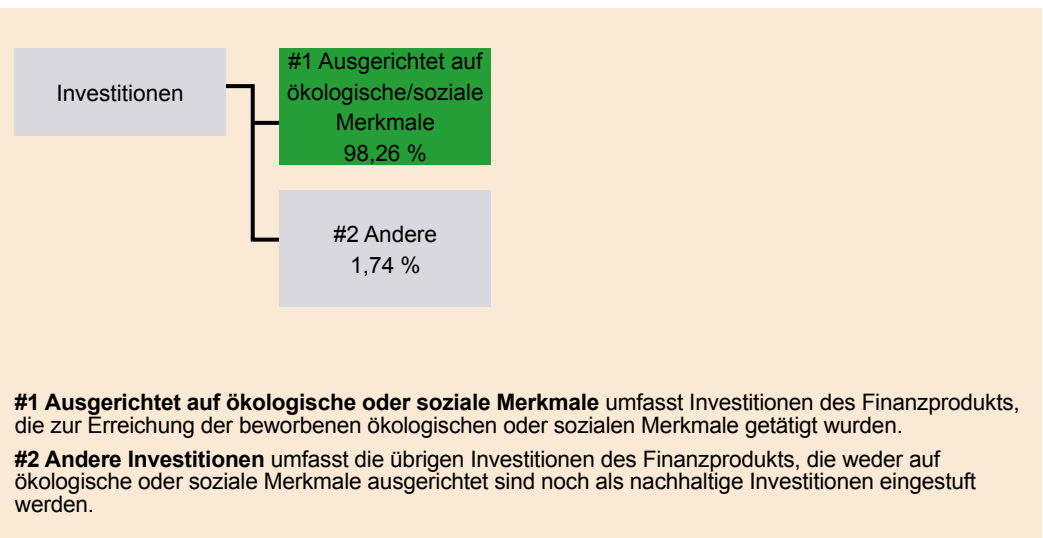 Investitionen
#1 Ausgerichtet auf
ökologische/soziale
Merkmale
98,26 %
#2 Andere
1,74 %
#1 Ausgerichtet auf ökologische oder soziale Merkmale umfasst Investitionen des Finanzprodukts,
die zur Erreichung der beworbenen ökologischen oder sozialen Merkmale getätigt wurden.
#2 Andere Investitionen umfasst die übrigen Investitionen des Finanzprodukts, die weder auf
ökologische oder soziale Merkmale ausgerichtet sind noch als nachhaltige Investitionen eingestuft
werden.